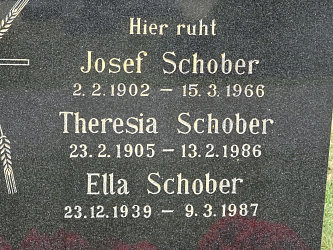 Hier ruht
Josef Schober
2.2.1902 – 15.3.1966
Theresia Schober
23.2.1905 – 13.2.1986
Ella Schober
23.12.1939 – 9.3.1987